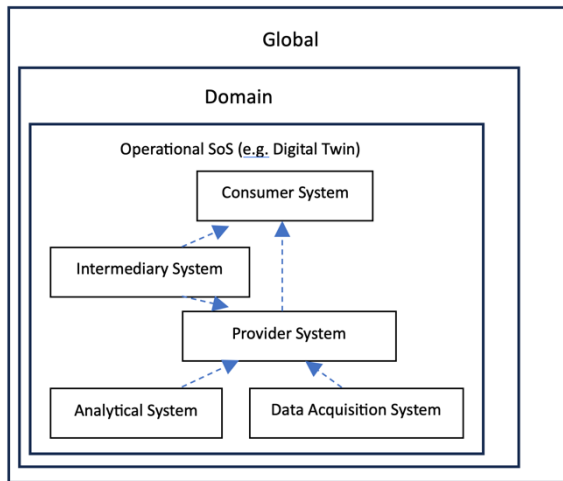 Global
Domain
Operational SoS (e.g. Digital Twin)
Consumer System
Intermediary System
Provider System
Analytical System
Data Acquisition System